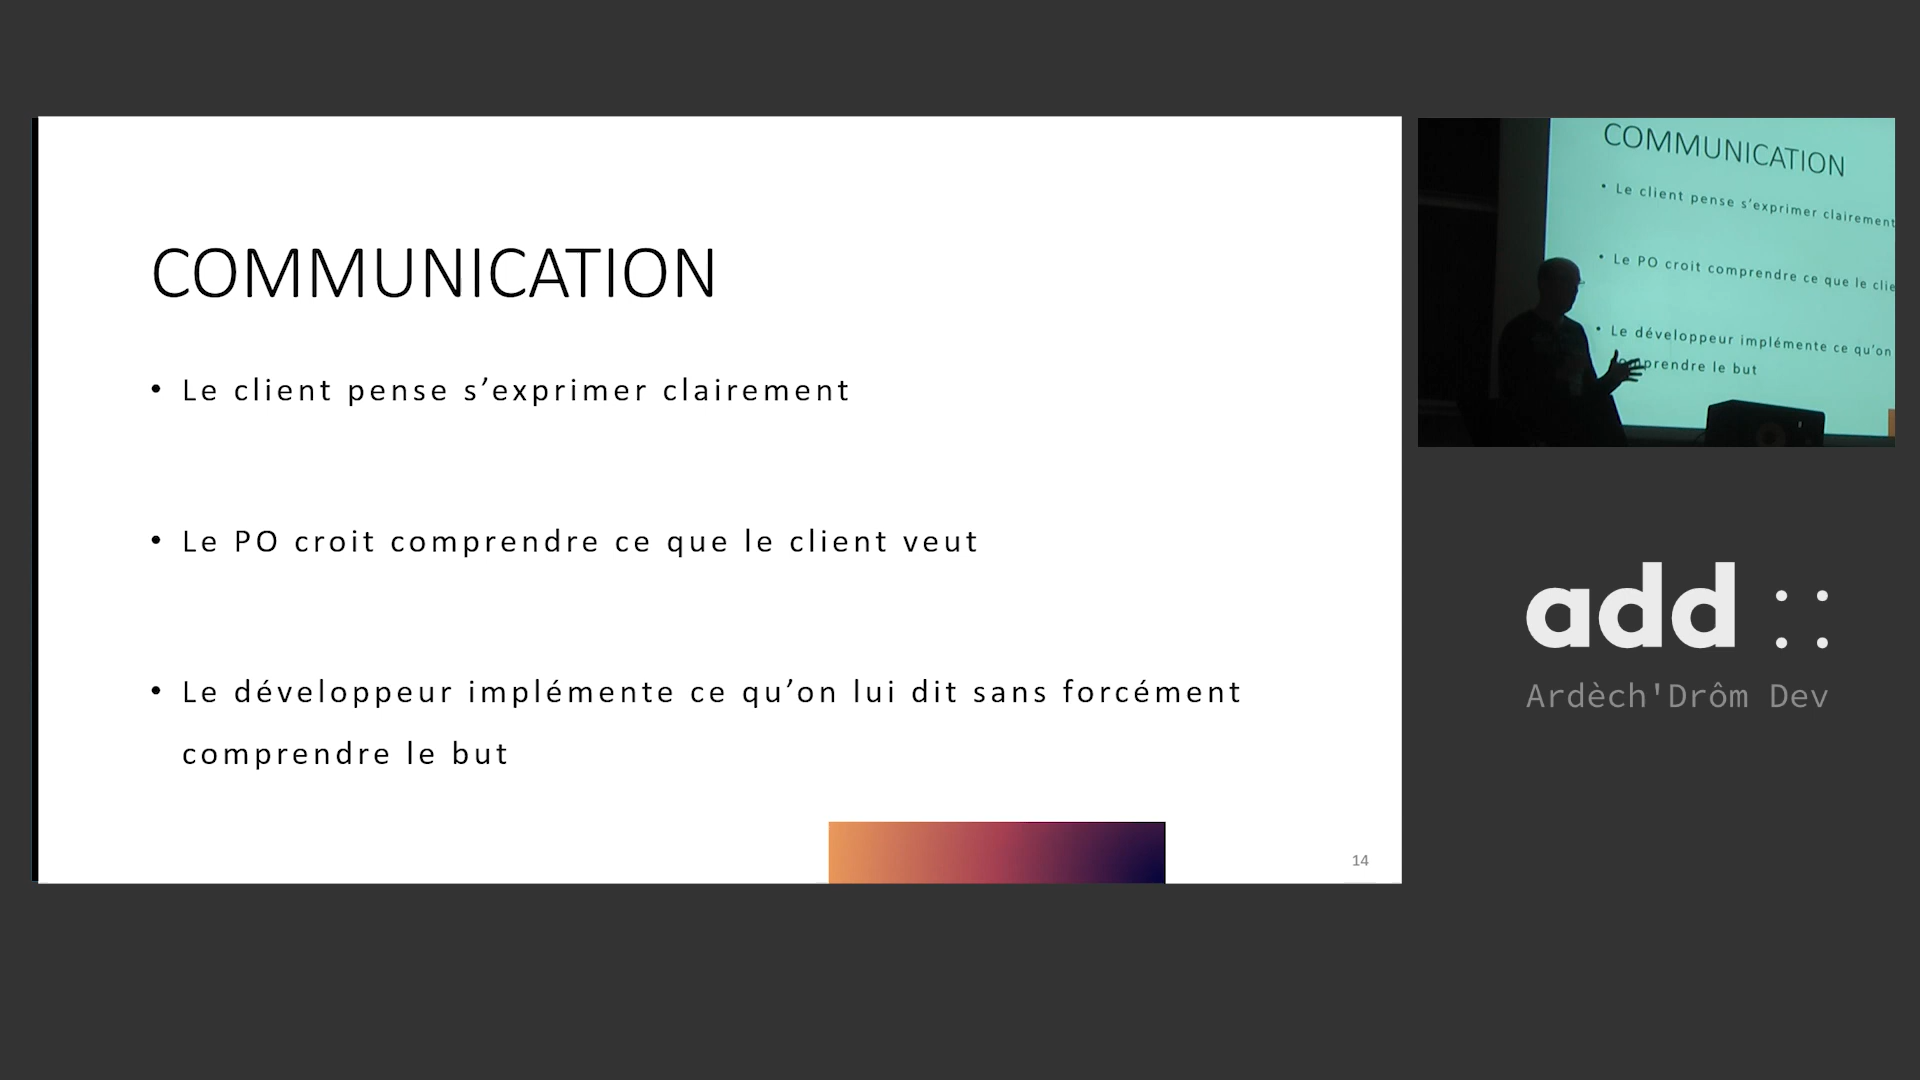 COMMUNICATION
• Le client pense s’exprimer clairement
• Le PO croit comprendre ce que le client veut
• Le développeur implémente ce qu’on lui dit sans forcément
comprendre le but
14
COMMUNICATION
• Le client pense s’exprimer clairement
• Le PO croit comprendre ce que le clie
• Le développeur implémente ce qu’on
comprendre le but
add
Ardèch'Drôm Dev